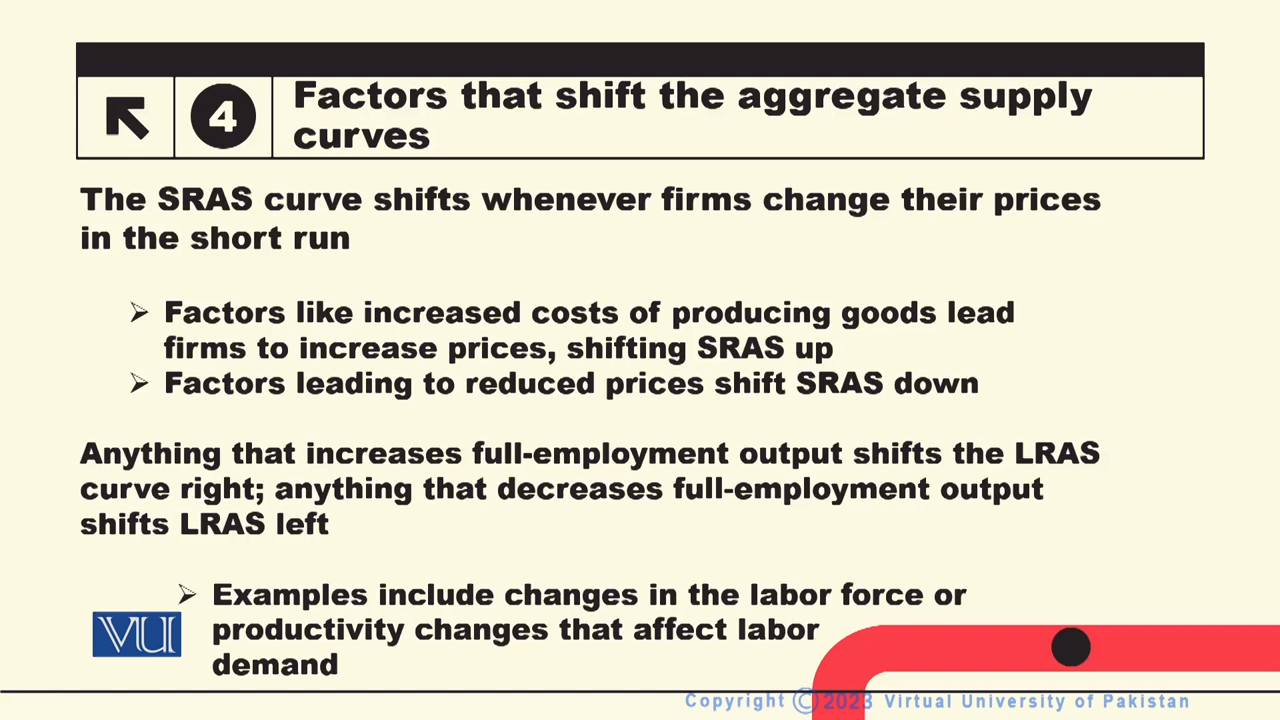 4
Factors that shift the aggregate supply
curves
The SRAS curve shifts whenever firms change their prices
in the short run
Factors like increased costs of producing goods lead
firms to increase prices, shifting SRAS up
Factors leading to reduced prices shift SRAS down
Anything that increases full-employment output shifts the LRAS
curve right; anything that decreases full-employment output
shifts LRAS left
Examples include changes in the labor force or
productivity changes that affect labor
demand
VU
Copyright © 2023 Virtual University of Pakistan